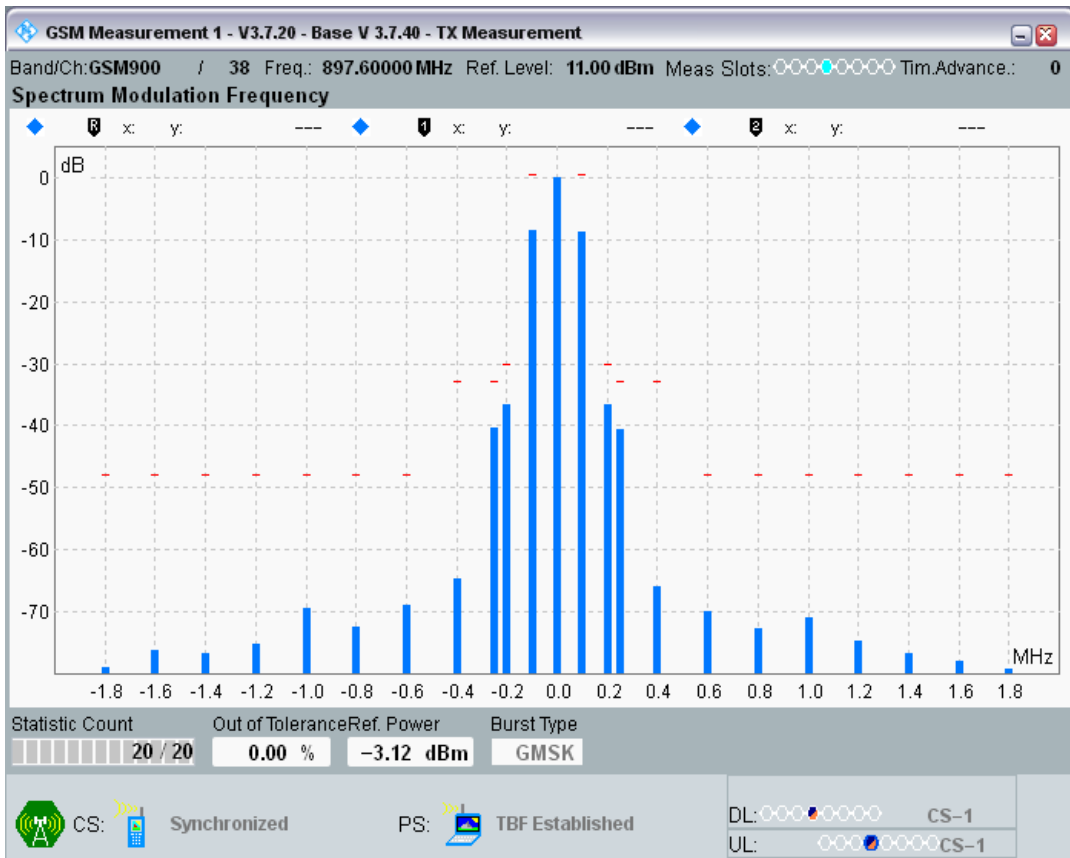 GSM Measurement 1 - V3.7.20 - Base V 3.7.40 - TX Measurement
Band/Ch:GSM900 / 38 Freq.: 897.60000 MHz Ref. Level: 11.00 dBm Meas Slots: Tim.Advance.: 0
Spectrum Modulation Frequency
R x: y: --- 1 x: y: --- 2 x: y: ---
dB
0
-10
-20
-30
-40
-50
-60
-70
MHz
-1.8 -1.6 -1.4 -1.2 -1.0 -0.8 -0.6 -0.4 -0.2 0.0 0.2 0.4 0.6 0.8 1.0 1.2 1.4 1.6 1.8
Statistic Count Out of Tolerance Ref. Power Burst Type
20 / 20 0.00 % -3.12 dBm GMSK
CS: Synchronized PS: TBF Established
DL: CS-1
UL: CS-1